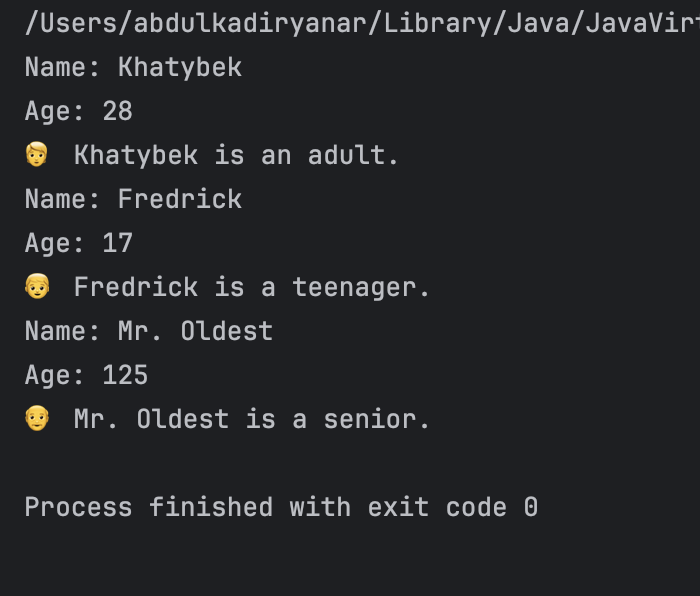 /Users/abdulkadiryanar/Library/Java/JavaVirt
Name: Khatybek
Age: 28
🧑 Khatybek is an adult.
Name: Fredrick
Age: 17
👦 Fredrick is a teenager.
Name: Mr. Oldest
Age: 125
👴 Mr. Oldest is a senior.
Process finished with exit code 0